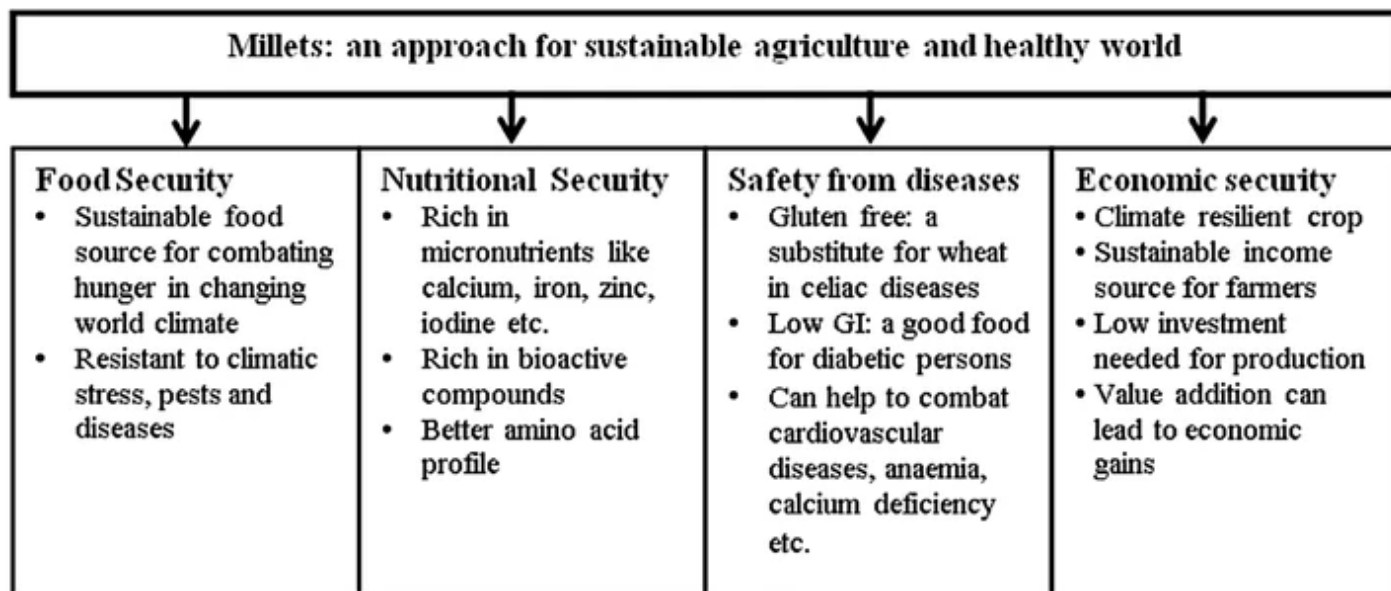 Millets: an approach for sustainable agriculture and healthy world
Food Security
• Sustainable food
source for combating
hunger in changing
world climate
• Resistant to climatic
stress, pests and
diseases
Nutritional Security
• Rich in
micronutrients like
calcium, iron, zinc,
iodine etc.
• Rich in bioactive
compounds
• Better amino acid
profile
Safety from diseases
• Gluten free: a
substitute for wheat
in celiac diseases
• Low GI: a good food
for diabetic persons
• Can help to combat
cardiovascular
diseases, anaemia,
calcium deficiency
etc.
Economic security
• Climate resilient crop
• Sustainable income
source for farmers
• Low investment
needed for production
• Value addition can
lead to economic
gains